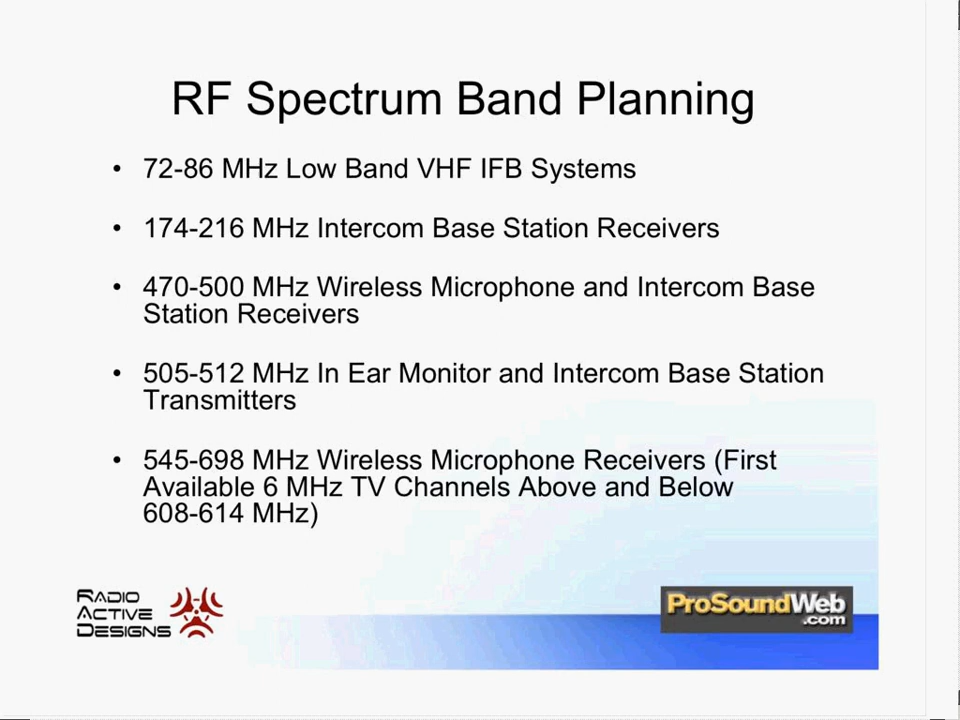 RF Spectrum Band Planning
• 72-86 MHz Low Band VHF IFB Systems
• 174-216 MHz Intercom Base Station Receivers
• 470-500 MHz Wireless Microphone and Intercom Base
Station Receivers
• 505-512 MHz In Ear Monitor and Intercom Base Station
Transmitters
• 545-698 MHz Wireless Microphone Receivers (First
Available 6 MHz TV Channels Above and Below
608-614 MHz)
RADIO
ACTIVE
DESIGNS
ProSoundWeb
.com